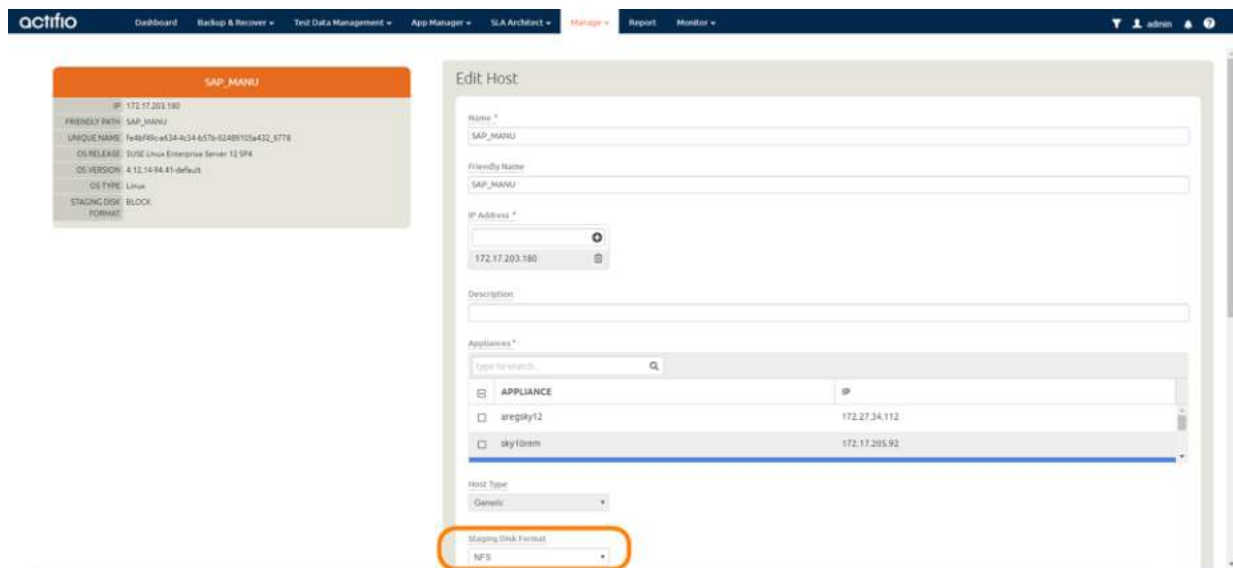 actifio
Dashboard Backup & Recover Test Data Management App Manager SLA Architect Manage Report Monitor admin
SAP_MANU
IP 172.17.203.180
FRIENDLY PATH SAP_MANU
UNIQUE NAME
OS RELEASE SUSE Linux Enterprise Server 12 SP4
OS VERSION 4.12.14-94.41-default
OS TYPE Linux
STAGING DISK FORMAT BLOCK
Edit Host
Name *
SAP_MANU
Friendly Name
SAP_MANU
IP Address *
172.17.203.180
Description
Appliances *
type to search...
APPLIANCE IP
aregsky12 172.27.34.112
sky10rem 172.17.205.92
Host Type
Generic
Staging Disk Format
NFS